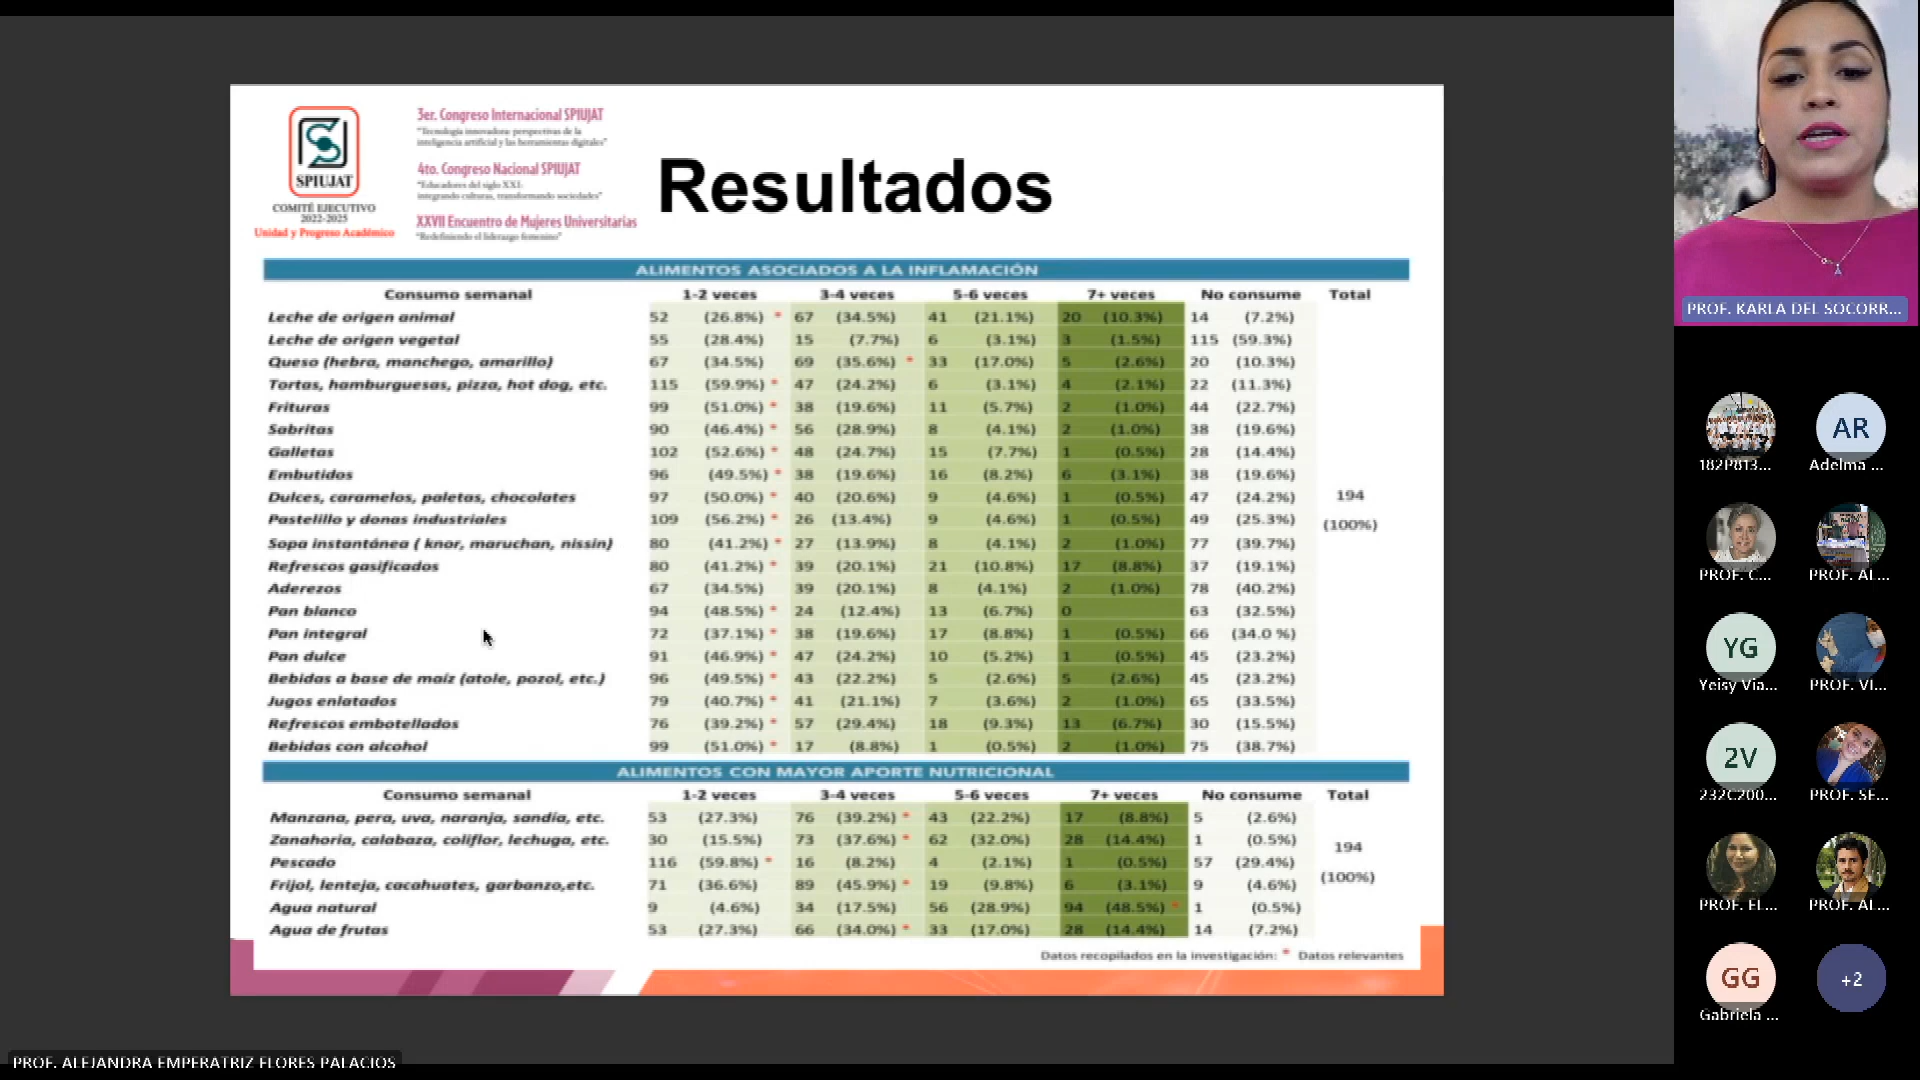 SPIUJAT
COMITÉ EJECUTIVO
2022-2025
Unidad y Progreso Académico
3er. Congreso Internacional SPIUJAT
"Tecnología innovadora: perspectivas de la
inteligencia artificial y las herramientas digitales"
4to. Congreso Nacional SPIUJAT
"Educadores del siglo XXI:
integrando culturas, transformando sociedades"
XXVII Encuentro de Mujeres Universitarias
"Redefiniendo el liderazgo femenino"
Resultados
ALIMENTOS ASOCIADOS A LA INFLAMACIÓN
Consumo semanal 1-2 veces 3-4 veces 5-6 veces 7+ veces No consume Total
Leche de origen animal 52 (26.8%) * 67 (34.5%) 41 (21.1%) 20 (10.3%) 14 (7.2%)
Leche de origen vegetal 55 (28.4%) 15 (7.7%) 6 (3.1%) 3 (1.5%) 115 (59.3%)
Queso (hebra, manchego, amarillo) 67 (34.5%) 69 (35.6%) * 33 (17.0%) 5 (2.6%) 20 (10.3%)
Tortas, hamburguesas, pizza, hot dog, etc. 115 (59.9%) * 47 (24.2%) 6 (3.1%) 4 (2.1%) 22 (11.3%)
Frituras 99 (51.0%) * 38 (19.6%) 11 (5.7%) 2 (1.0%) 44 (22.7%)
Sabritas 90 (46.4%) * 56 (28.9%) 8 (4.1%) 2 (1.0%) 38 (19.6%)
Galletas 102 (52.6%) * 48 (24.7%) 15 (7.7%) 1 (0.5%) 28 (14.4%)
Embutidos 96 (49.5%) * 38 (19.6%) 16 (8.2%) 6 (3.1%) 38 (19.6%)
Dulces, caramelos, paletas, chocolates 97 (50.0%) * 40 (20.6%) 9 (4.6%) 1 (0.5%) 47 (24.2%) 194
Pastelillo y donas industriales 109 (56.2%) * 26 (13.4%) 9 (4.6%) 1 (0.5%) 49 (25.3%) (100%)
Sopa instantánea ( knor, maruchan, nissin) 80 (41.2%) * 27 (13.9%) 8 (4.1%) 2 (1.0%) 77 (39.7%)
Refrescos gasificados 80 (41.2%) * 39 (20.1%) 21 (10.8%) 17 (8.8%) 37 (19.1%)
Aderezos 67 (34.5%) 39 (20.1%) 8 (4.1%) 2 (1.0%) 78 (40.2%)
Pan blanco 94 (48.5%) * 24 (12.4%) 13 (6.7%) 0 63 (32.5%)
Pan integral 72 (37.1%) * 38 (19.6%) 17 (8.8%) 1 (0.5%) 66 (34.0 %)
Pan dulce 91 (46.9%) * 47 (24.2%) 10 (5.2%) 1 (0.5%) 45 (23.2%)
Bebidas a base de maíz (atole, pozol, etc.) 96 (49.5%) * 43 (22.2%) 5 (2.6%) 5 (2.6%) 45 (23.2%)
Jugos enlatados 79 (40.7%) * 41 (21.1%) 7 (3.6%) 2 (1.0%) 65 (33.5%)
Refrescos embotellados 76 (39.2%) * 57 (29.4%) 18 (9.3%) 13 (6.7%) 30 (15.5%)
Bebidas con alcohol 99 (51.0%) * 17 (8.8%) 1 (0.5%) 2 (1.0%) 75 (38.7%)
ALIMENTOS CON MAYOR APORTE NUTRICIONAL
Consumo semanal 1-2 veces 3-4 veces 5-6 veces 7+ veces No consume Total
Manzana, pera, uva, naranja, sandía, etc. 53 (27.3%) 76 (39.2%) * 43 (22.2%) 17 (8.8%) 5 (2.6%)
Zanahoria, calabaza, coliflor, lechuga, etc. 30 (15.5%) 73 (37.6%) * 62 (32.0%) 28 (14.4%) 1 (0.5%) 194
Pescado 116 (59.8%) * 16 (8.2%) 4 (2.1%) 1 (0.5%) 57 (29.4%)
Frijol, lenteja, cacahuates, garbanzo,etc. 71 (36.6%) 89 (45.9%) * 19 (9.8%) 6 (3.1%) 9 (4.6%) (100%)
Agua natural 9 (4.6%) 34 (17.5%) 56 (28.9%) 94 (48.5%) * 1 (0.5%)
Agua de frutas 53 (27.3%) 66 (34.0%) * 33 (17.0%) 28 (14.4%) 14 (7.2%)
Datos recopilados en la investigación: * Datos relevantes
PROF. ALEJANDRA EMPERATRIZ FLORES PALACIOS
PROF. KARLA DEL SOCORR...
AR
182P813... Adelma ...
PROF. C... PROF. AL...
YG
Yeisy Via... PROF. VI...
2V
232C200... PROF. SE...
PROF. EL... PROF. AL...
GG +2
Gabriela ...